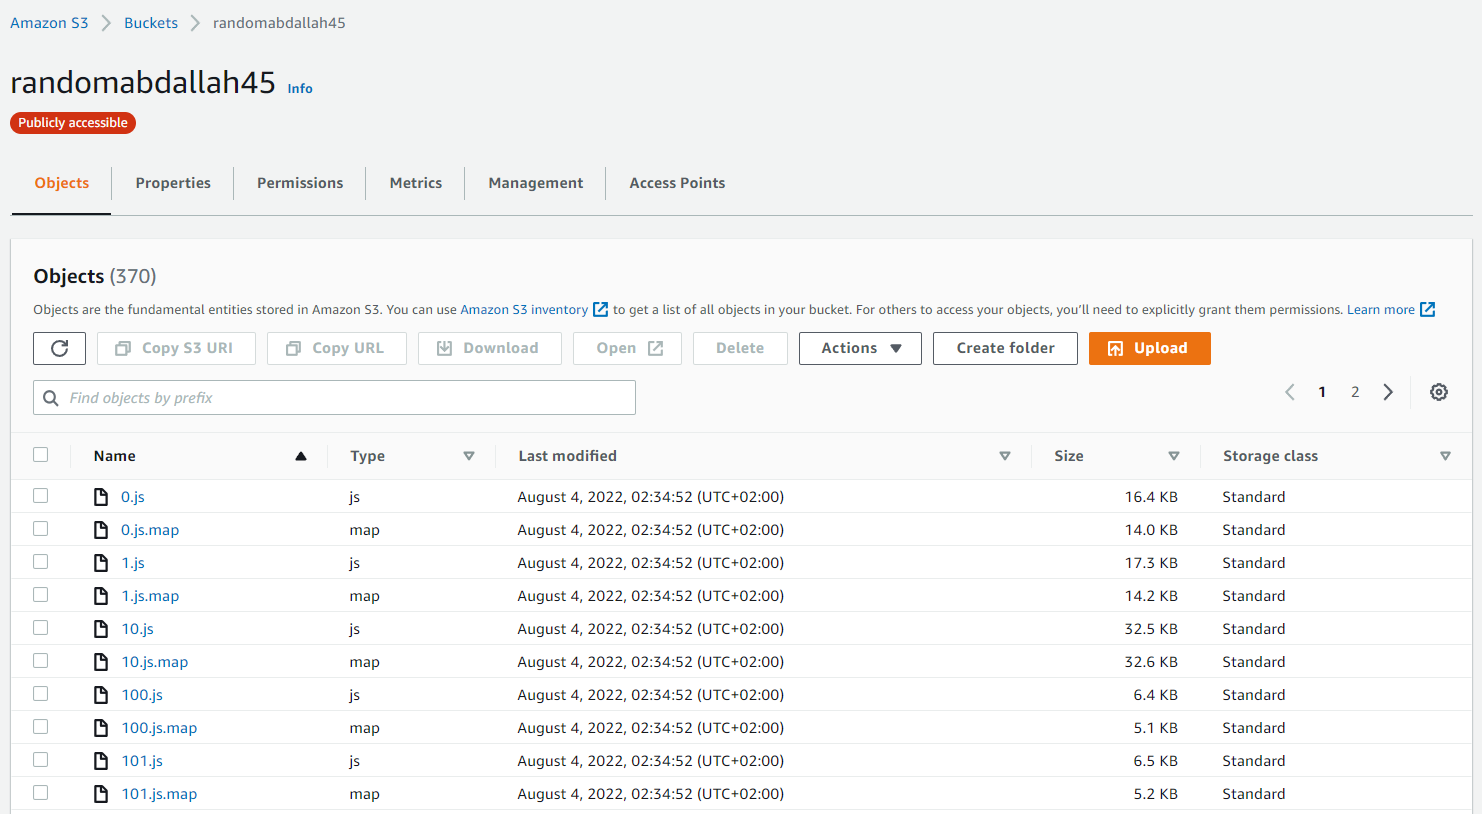 Amazon S3 > Buckets > randomabdallah45
randomabdallah45 Info
Publicly accessible
Objects Properties Permissions Metrics Management Access Points
Objects (370)
Objects are the fundamental entities stored in Amazon S3. You can use Amazon S3 inventory to get a list of all objects in your bucket. For others to access your objects, you’ll need to explicitly grant them permissions. Learn more
Copy S3 URI Copy URL Download Open Delete Actions Create folder Upload
Find objects by prefix 1 2
Name Type Last modified Size Storage class
0.js js August 4, 2022, 02:34:52 (UTC+02:00) 16.4 KB Standard
0.js.map map August 4, 2022, 02:34:52 (UTC+02:00) 14.0 KB Standard
1.js js August 4, 2022, 02:34:52 (UTC+02:00) 17.3 KB Standard
1.js.map map August 4, 2022, 02:34:52 (UTC+02:00) 14.2 KB Standard
10.js js August 4, 2022, 02:34:52 (UTC+02:00) 32.5 KB Standard
10.js.map map August 4, 2022, 02:34:52 (UTC+02:00) 32.6 KB Standard
100.js js August 4, 2022, 02:34:52 (UTC+02:00) 6.4 KB Standard
100.js.map map August 4, 2022, 02:34:52 (UTC+02:00) 5.1 KB Standard
101.js js August 4, 2022, 02:34:52 (UTC+02:00) 6.5 KB Standard
101.js.map map August 4, 2022, 02:34:52 (UTC+02:00) 5.2 KB Standard